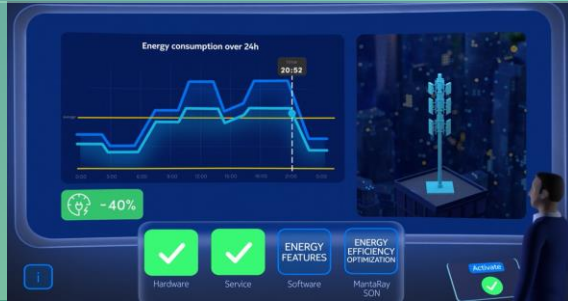 Energy consumption over 24h
20:52
-40%
ENERGY
FEATURES
ENERGY
EFFICIENCY
OPTIMIZATION
Hardware
Service
Software
MantaRay
SON
Activate
i